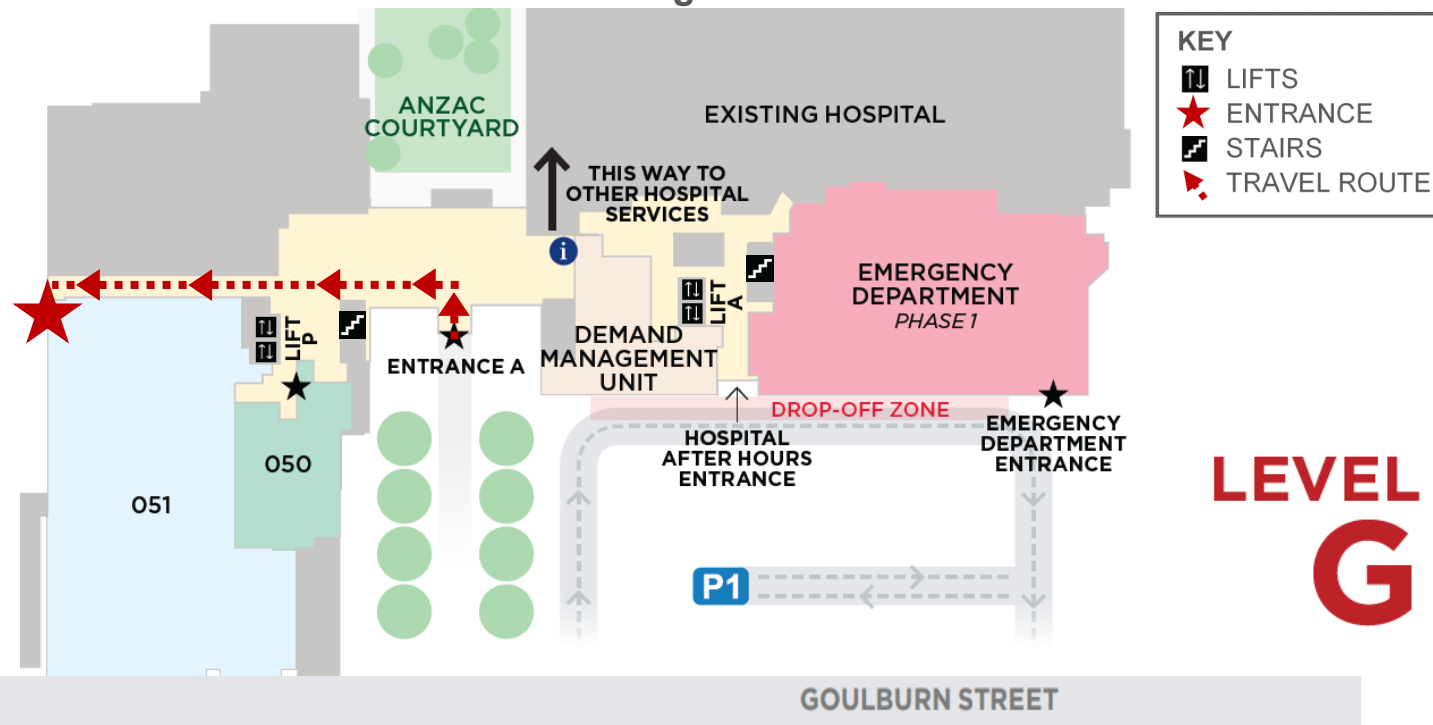 g
KEY
LIFTS
ENTRANCE
STAIRS
TRAVEL ROUTE
ANZAC
COURTYARD
EXISTING HOSPITAL
THIS WAY TO
OTHER HOSPITAL
SERVICES
i
EMERGENCY
DEPARTMENT
PHASE 1
LIFT
A
LIFT
P
DEMAND
MANAGEMENT
UNIT
ENTRANCE A
DROP-OFF ZONE
HOSPITAL
AFTER HOURS
ENTRANCE
EMERGENCY
DEPARTMENT
ENTRANCE
050
051
LEVEL
G
P1
GOULBURN STREET